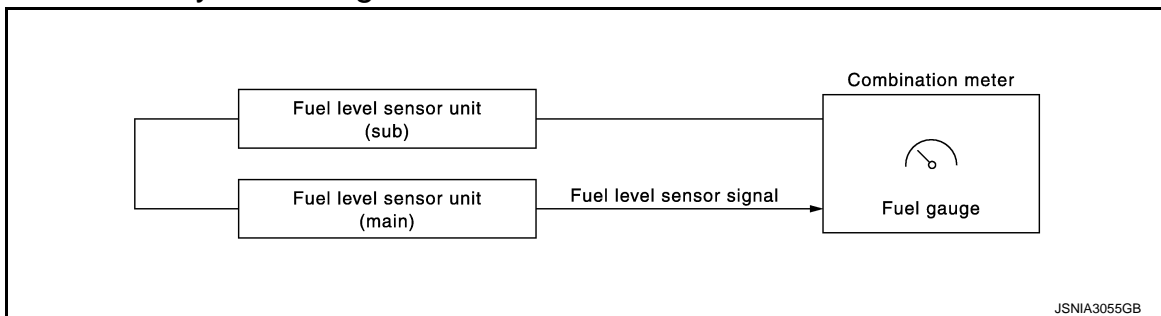 Fuel level sensor unit
(sub)
Combination meter
Fuel level sensor unit
(main)
Fuel level sensor signal
Fuel gauge
JSNIA3055GB